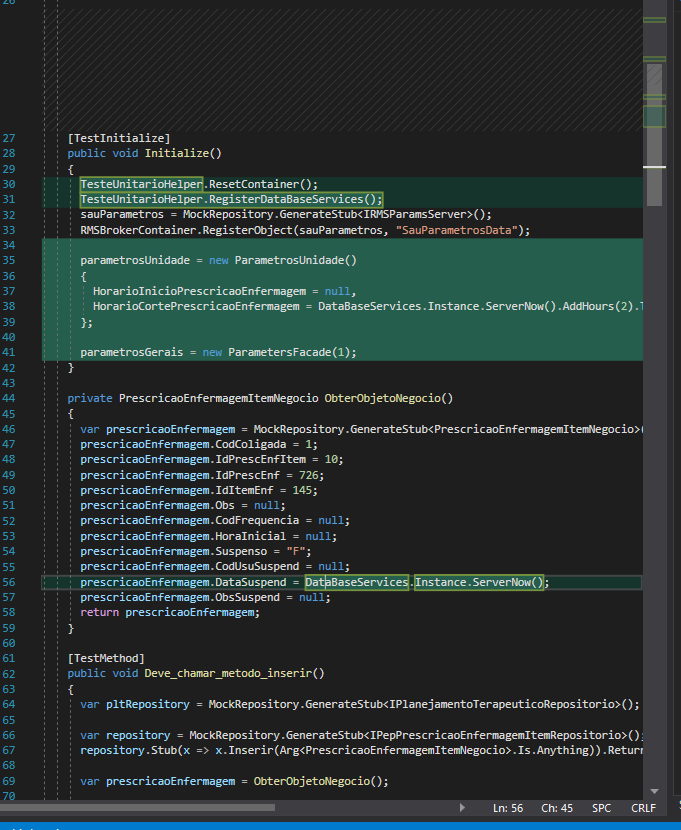 26
27 [TestInitialize]
28 public void Initialize()
29 {
30 TesteUnitarioHelper.ResetContainer();
31 TesteUnitarioHelper.RegisterDataBaseServices();
32 sauParametros = MockRepository.GenerateStub<IRMSParamsServer>();
33 RMSBrokerContainer.RegisterObject(sauParametros, "SauParametrosData");
34
35 parametrosUnidade = new ParametrosUnidade()
36 {
37 HorarioInicioPrescricaoEnfermagem = null,
38 HorarioCortePrescricaoEnfermagem = DataBaseServices.Instance.ServerNow().AddHours(2).T
39 };
40
41 parametrosGerais = new ParametersFacade(1);
42 }
43
44 private PrescricaoEnfermagemItemNegocio ObterObjetoNegocio()
45 {
46 var prescricaoEnfermagem = MockRepository.GenerateStub<PrescricaoEnfermagemItemNegocio>(
47 prescricaoEnfermagem.CodColigada = 1;
48 prescricaoEnfermagem.IdPrescEnfItem = 10;
49 prescricaoEnfermagem.IdPrescEnf = 726;
50 prescricaoEnfermagem.IdItemEnf = 145;
51 prescricaoEnfermagem.Obs = null;
52 prescricaoEnfermagem.CodFrequencia = null;
53 prescricaoEnfermagem.HoraInicial = null;
54 prescricaoEnfermagem.Suspenso = "F";
55 prescricaoEnfermagem.CodUsuSuspend = null;
56 prescricaoEnfermagem.DataSuspend = DataBaseServices.Instance.ServerNow();
57 prescricaoEnfermagem.ObsSuspend = null;
58 return prescricaoEnfermagem;
59 }
60
61 [TestMethod]
62 public void Deve_chamar_metodo_inserir()
63 {
64 var pltRepository = MockRepository.GenerateStub<IPlanejamentoTerapeuticoRepositorio>();
65
66 var repository = MockRepository.GenerateStub<IPepPrescricaoEnfermagemItemRepositorio>();
67 repository.Stub(x => x.Inserir(Arg<PrescricaoEnfermagemItemNegocio>.Is.Anything)).Retur
68
69 var prescricaoEnfermagem = ObterObjetoNegocio();
70
Ln: 56 Ch: 45 SPC CRLF